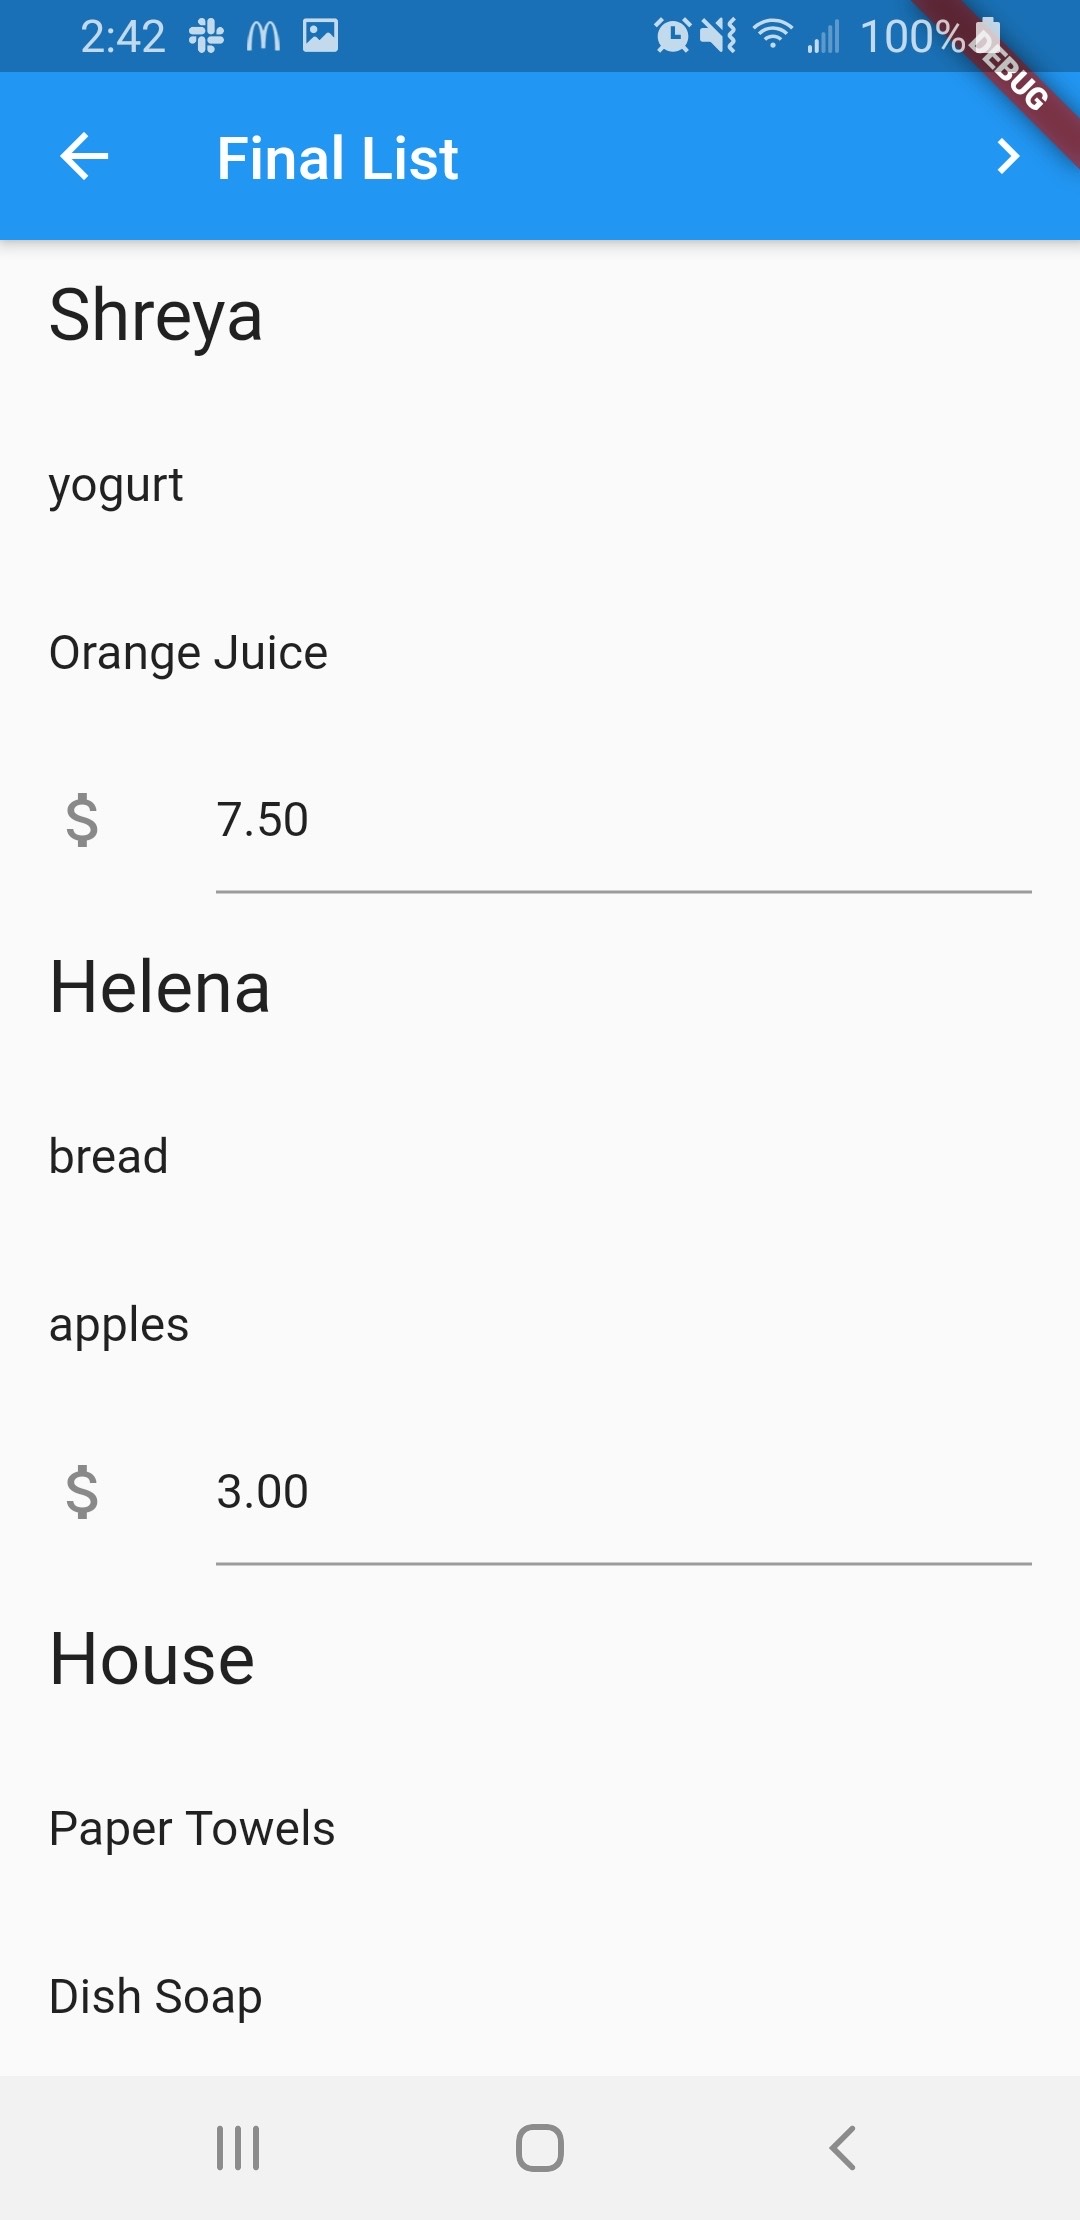 2:42
100%
DEBUG
Final List
Shreya
yogurt
Orange Juice
$ 7.50
Helena
bread
apples
$ 3.00
House
Paper Towels
Dish Soap